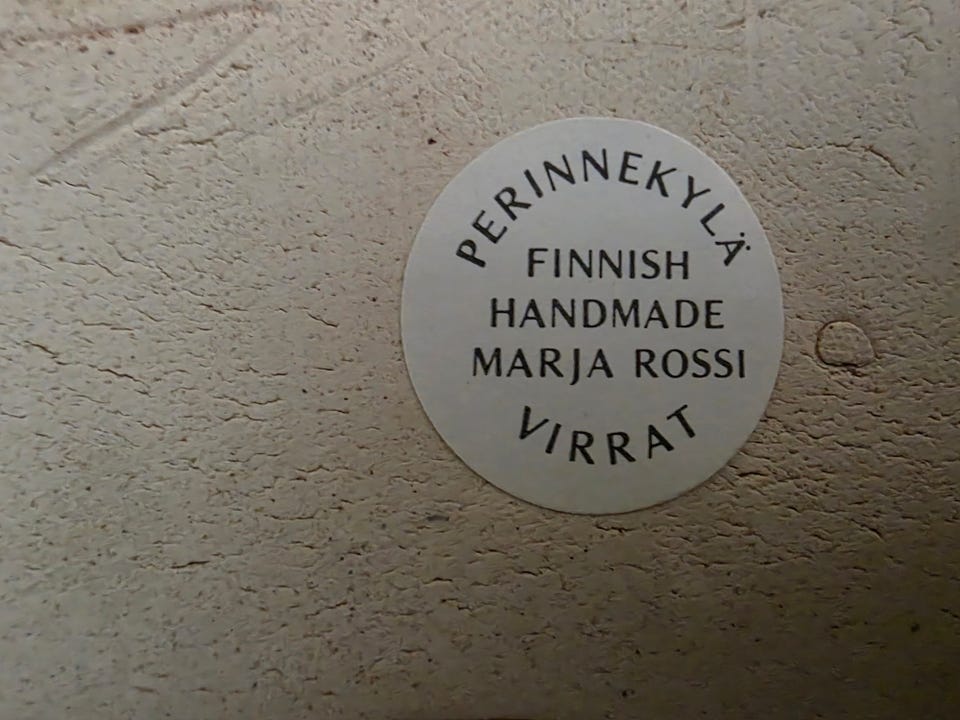 PERINNEKYLÄ
FINNISH
HANDMADE
MARJA ROSSI
VIRRAT